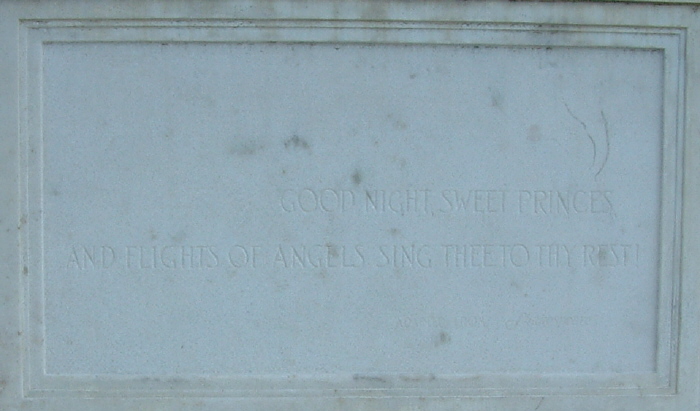 GOOD NIGHT, SWEET PRINCES
AND FLIGHTS OF ANGELS SING THEE TO THY REST!